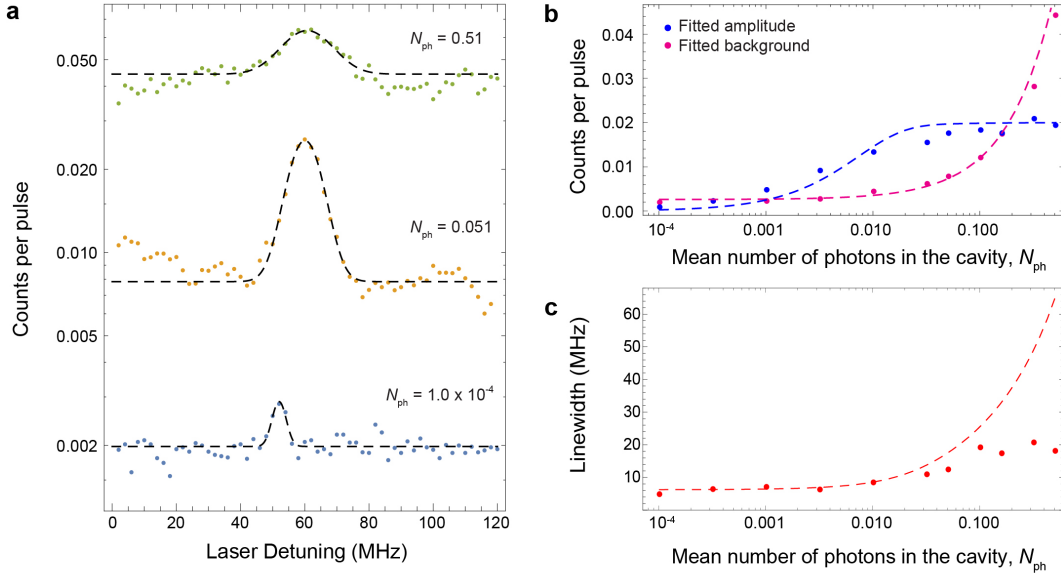 a
Counts per pulse
0.050
0.020
0.010
0.005
0.002
N_ph = 0.51
N_ph = 0.051
N_ph = 1.0 x 10^-4
0 20 40 60 80 100 120
Laser Detuning (MHz)
b
Counts per pulse
0.04
0.03
0.02
0.01
0.00
Fitted amplitude
Fitted background
10^-4 0.001 0.010 0.100
Mean number of photons in the cavity, N_ph
c
Linewidth (MHz)
60
50
40
30
20
10
10^-4 0.001 0.010 0.100
Mean number of photons in the cavity, N_ph